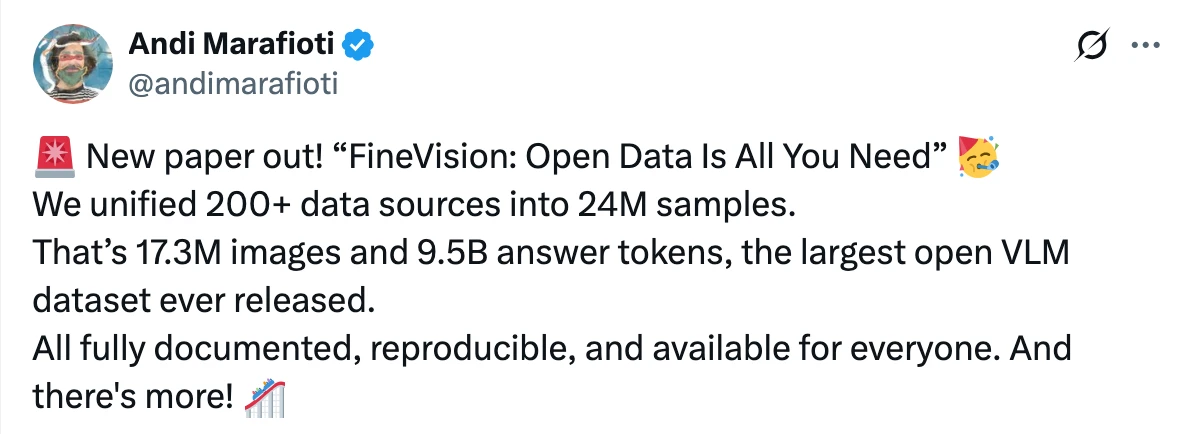 Andi Marafioti
@andimarafioti
🚨 New paper out! “FineVision: Open Data Is All You Need” 🥳
We unified 200+ data sources into 24M samples.
That’s 17.3M images and 9.5B answer tokens, the largest open VLM
dataset ever released.
All fully documented, reproducible, and available for everyone. And
there's more! 🎢